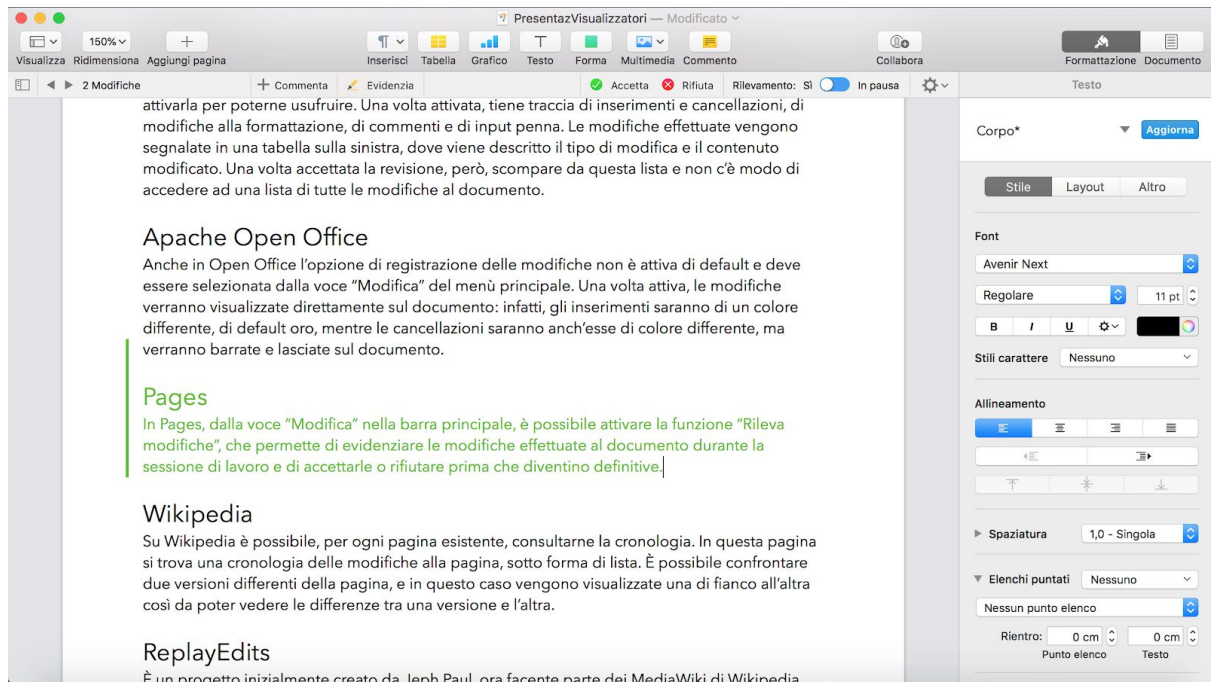 PresentazVisualizzatori — Modificato
150%
Visualizza Ridimensiona Aggiungi pagina Inserisci Tabella Grafico Testo Forma Multimedia Commento Collabora Formattazione Documento
2 Modifiche Commenta Evidenzia Accetta Rifiuta Rilevamento: Sì In pausa Testo
attivarla per poterne usufruire. Una volta attivata, tiene traccia di inserimenti e cancellazioni, di
modifiche alla formattazione, di commenti e di input penna. Le modifiche effettuate vengono
segnalate in una tabella sulla sinistra, dove viene descritto il tipo di modifica e il contenuto
modificato. Una volta accettata la revisione, però, scompare da questa lista e non c’è modo di
accedere ad una lista di tutte le modifiche al documento.
Apache Open Office
Anche in Open Office l’opzione di registrazione delle modifiche non è attiva di default e deve
essere selezionata dalla voce “Modifica” del menù principale. Una volta attiva, le modifiche
verranno visualizzate direttamente sul documento: infatti, gli inserimenti saranno di un colore
differente, di default oro, mentre le cancellazioni saranno anch’esse di colore differente, ma
verranno barrate e lasciate sul documento.
Pages
In Pages, dalla voce “Modifica” nella barra principale, è possibile attivare la funzione “Rileva
modifiche”, che permette di evidenziare le modifiche effettuate al documento durante la
sessione di lavoro e di accettarle o rifiutare prima che diventino definitive.
Wikipedia
Su Wikipedia è possibile, per ogni pagina esistente, consultarne la cronologia. In questa pagina
si trova una cronologia delle modifiche alla pagina, sotto forma di lista. È possibile confrontare
due versioni differenti della pagina, e in questo caso vengono visualizzate una di fianco all’altra
così da poter vedere le differenze tra una versione e l’altra.
ReplayEdits
È un progetto inizialmente creato da Jeph Paul, ora facente parte dei MediaWiki di Wikipedia
Corpo* Aggiorna
Stile Layout Altro
Font
Avenir Next
Regolare 11 pt
B I U
Stili carattere Nessuno
Allineamento
Spaziatura 1,0 - Singola
Elenchi puntati Nessuno
Nessun punto elenco
Rientro: 0 cm 0 cm
Punto elenco Testo